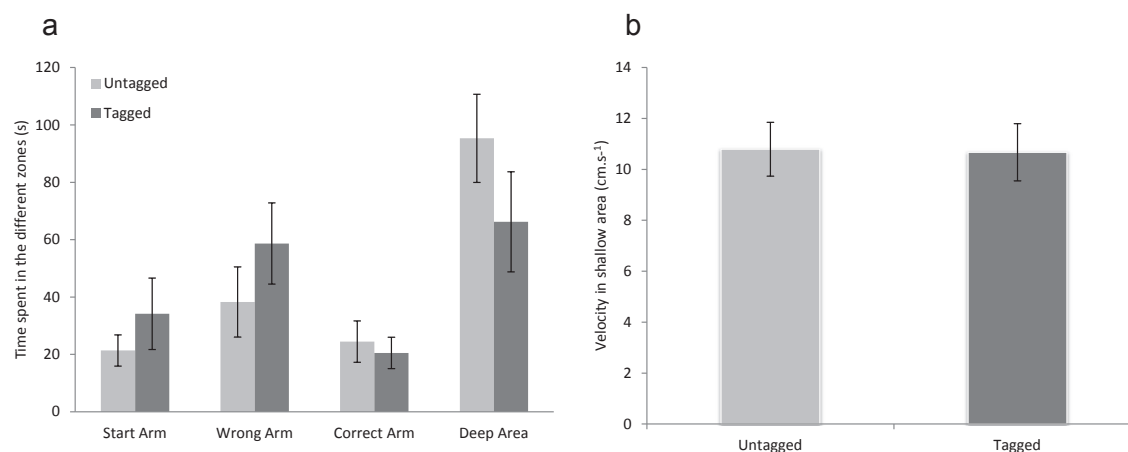 a
Time spent in the different zones (s)
120
100
80
60
40
20
0
Untagged
Tagged
Start Arm
Wrong Arm
Correct Arm
Deep Area
b
Velocity in shallow area (cm.s⁻¹)
14
12
10
8
6
4
2
0
Untagged
Tagged